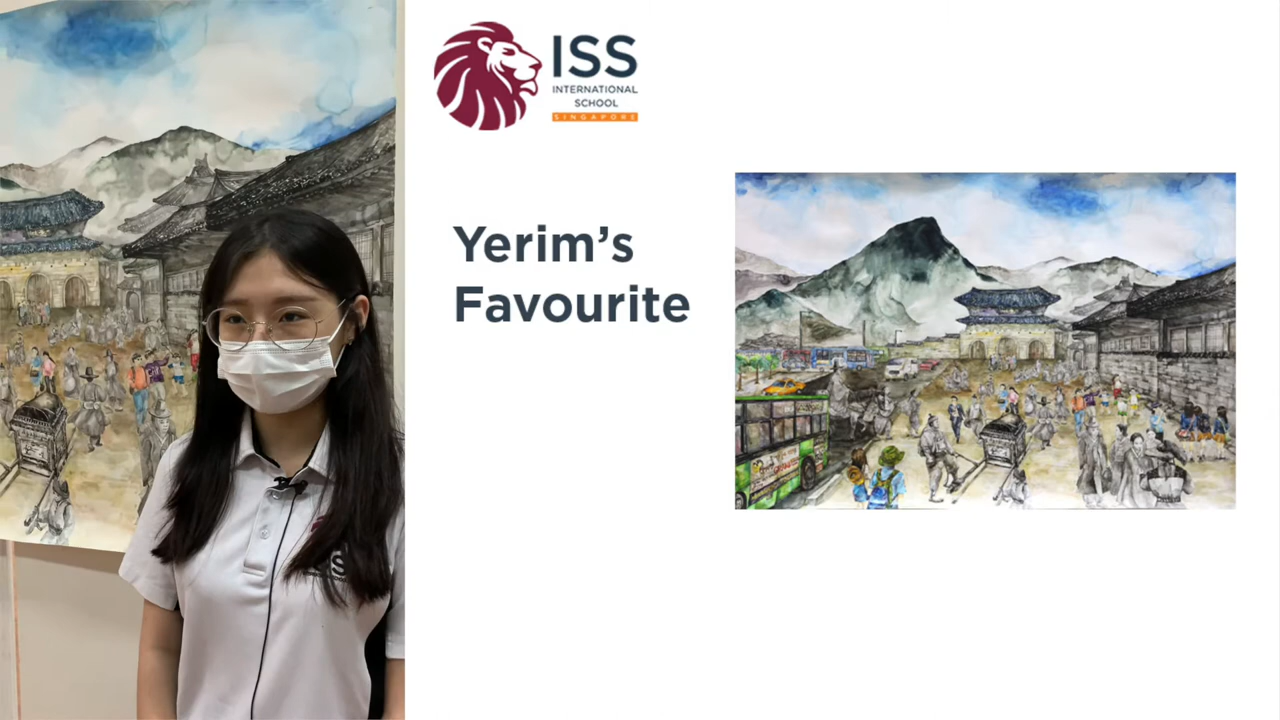 ISS
INTERNATIONAL
SCHOOL
SINGAPORE
Yerim's
Favourite